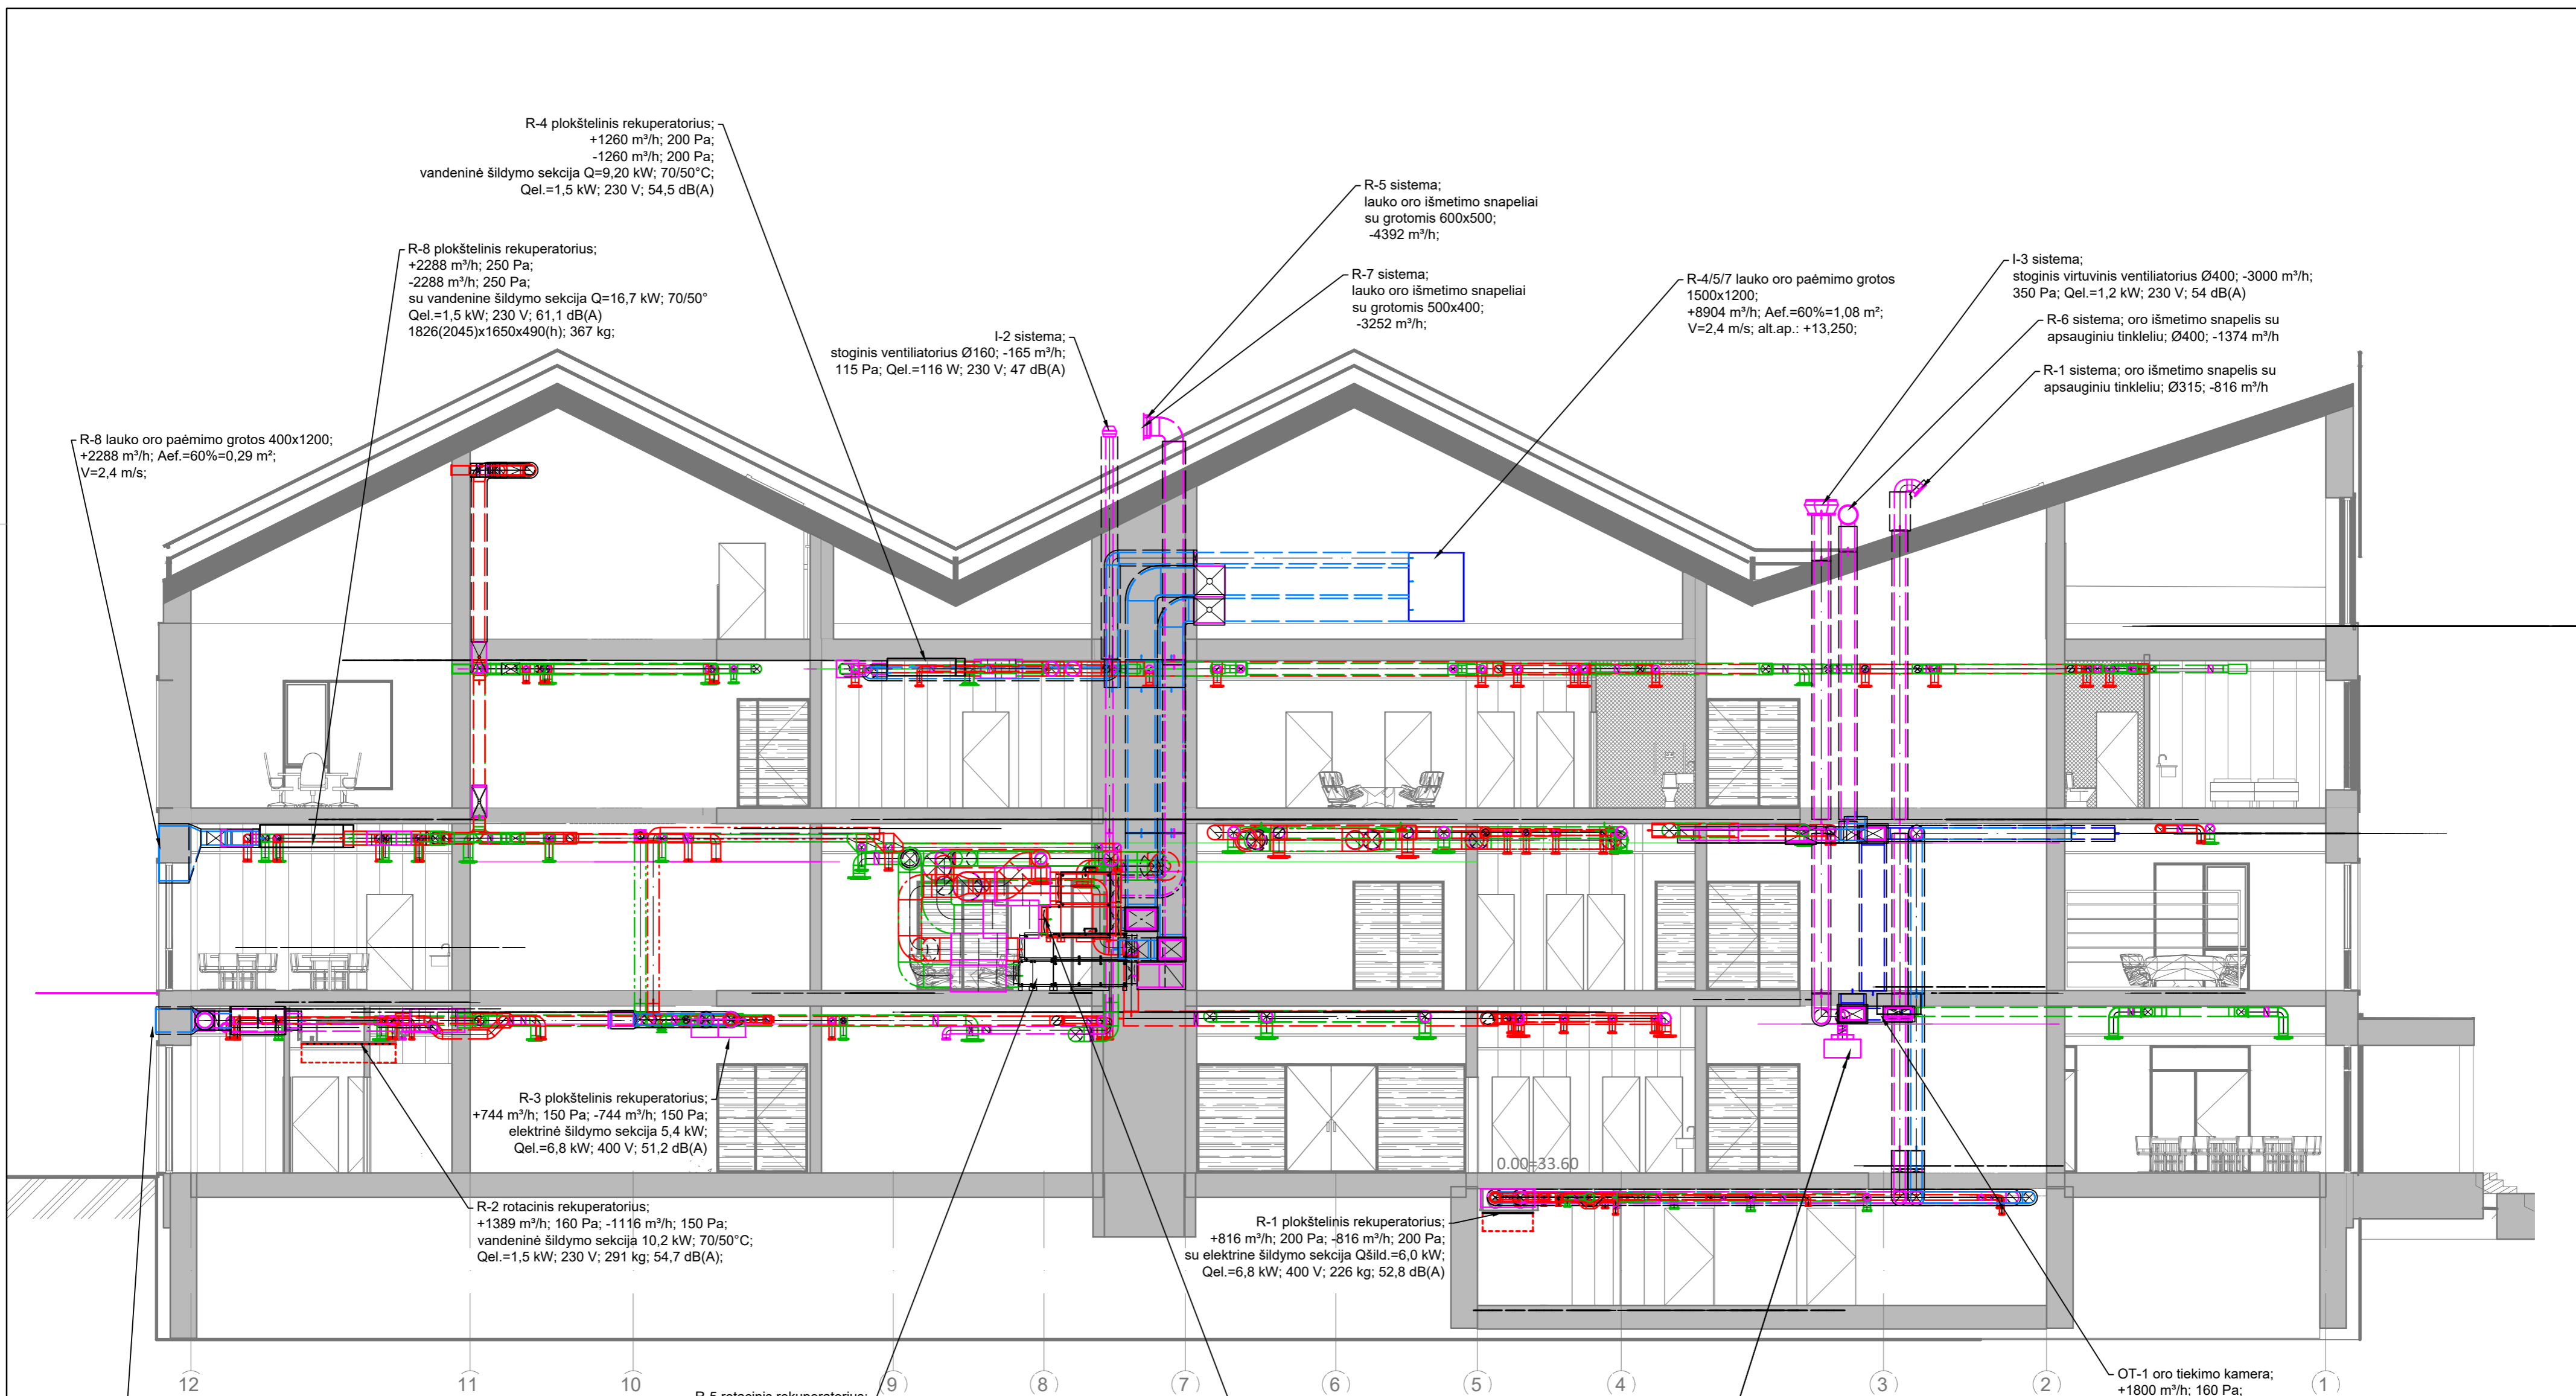 R-4 plokštelinis rekuperatorius;
+1260 m³/h; 200 Pa;
-1260 m³/h; 200 Pa;
vandeninė šildymo sekcija Q=9,20 kW; 70/50°C;
Qel.=1,5 kW; 230 V; 54,5 dB(A)
R-5 sistema;
lauko oro išmetimo snapeliai
su grotomis 600x500;
-4392 m³/h;
R-8 plokštelinis rekuperatorius;
+2288 m³/h; 250 Pa;
-2288 m³/h; 250 Pa;
su vandenine šildymo sekcija Q=16,7 kW; 70/50°
Qel.=1,5 kW; 230 V; 61,1 dB(A)
1826(2045)x1650x490(h); 367 kg;
R-7 sistema;
lauko oro išmetimo snapeliai
su grotomis 500x400;
-3252 m³/h;
R-4/5/7 lauko oro paėmimo grotos
1500x1200;
+8904 m³/h; Aef.=60%=1,08 m²;
V=2,4 m/s; alt.ap.: +13,250;
I-3 sistema;
stoginis virtuvinis ventiliatorius Ø400; -3000 m³/h;
350 Pa; Qel.=1,2 kW; 230 V; 54 dB(A)
R-6 sistema; oro išmetimo snapelis su
apsauginiu tinkleliu; Ø400; -1374 m³/h
R-1 sistema; oro išmetimo snapelis su
apsauginiu tinkleliu; Ø315; -816 m³/h
I-2 sistema;
stoginis ventiliatorius Ø160; -165 m³/h;
115 Pa; Qel.=116 W; 230 V; 47 dB(A)
R-8 lauko oro paėmimo grotos 400x1200;
+2288 m³/h; Aef.=60%=0,29 m²;
V=2,4 m/s;
R-3 plokštelinis rekuperatorius;
+744 m³/h; 150 Pa; -744 m³/h; 150 Pa;
elektrinė šildymo sekcija 5,4 kW;
Qel.=6,8 kW; 400 V; 51,2 dB(A)
0.00=33.60
R-2 rotacinis rekuperatorius;
+1389 m³/h; 160 Pa; -1116 m³/h; 150 Pa;
vandeninė šildymo sekcija 10,2 kW; 70/50°C;
Qel.=1,5 kW; 230 V; 291 kg; 54,7 dB(A);
R-1 plokštelinis rekuperatorius;
+816 m³/h; 200 Pa; -816 m³/h; 200 Pa;
su elektrine šildymo sekcija Qšild.=6,0 kW;
Qel.=6,8 kW; 400 V; 226 kg; 52,8 dB(A)
12 11 10 9 8 7 6 5 4 3 2 1
R-5 rotacinis rekuperatorius;
OT-1 oro tiekimo kamera;
+1800 m³/h; 160 Pa;